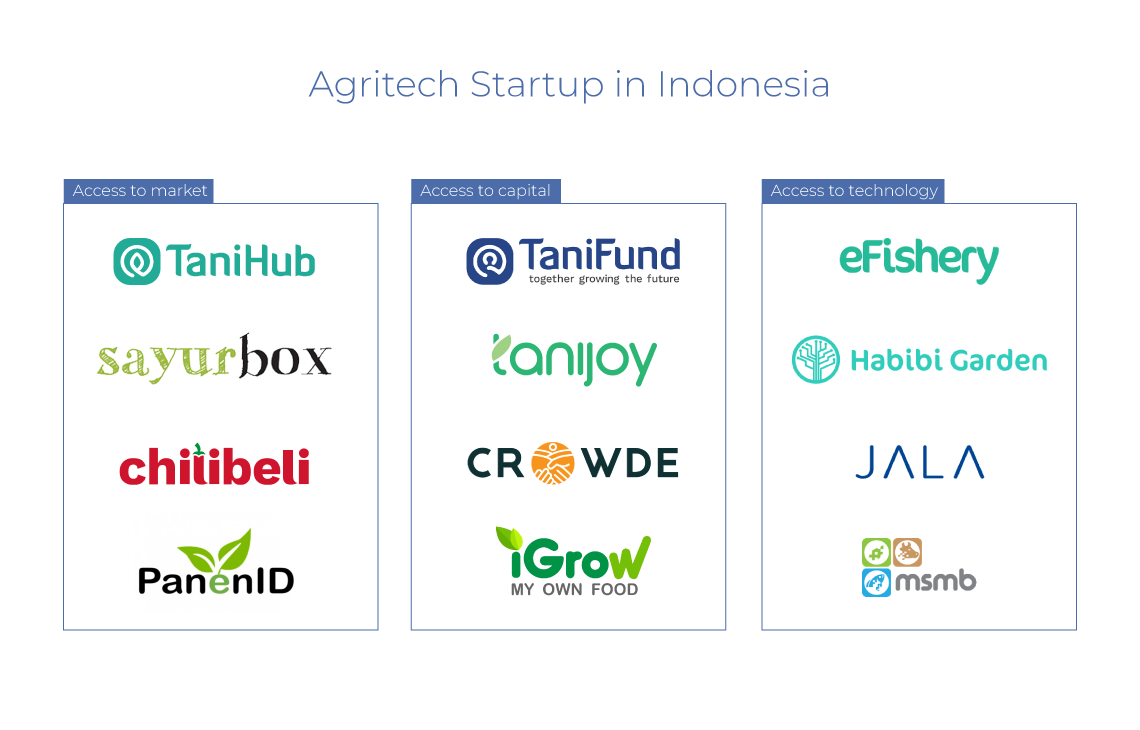 Agritech Startup in Indonesia
Access to market
TaniHub
sayurbox
chilibeli
PanenID
Access to capital
TaniFund
together growing the future
tanijoy
CROWDE
iGrow
MY OWN FOOD
Access to technology
eFishery
Habibi Garden
JALA
msmb